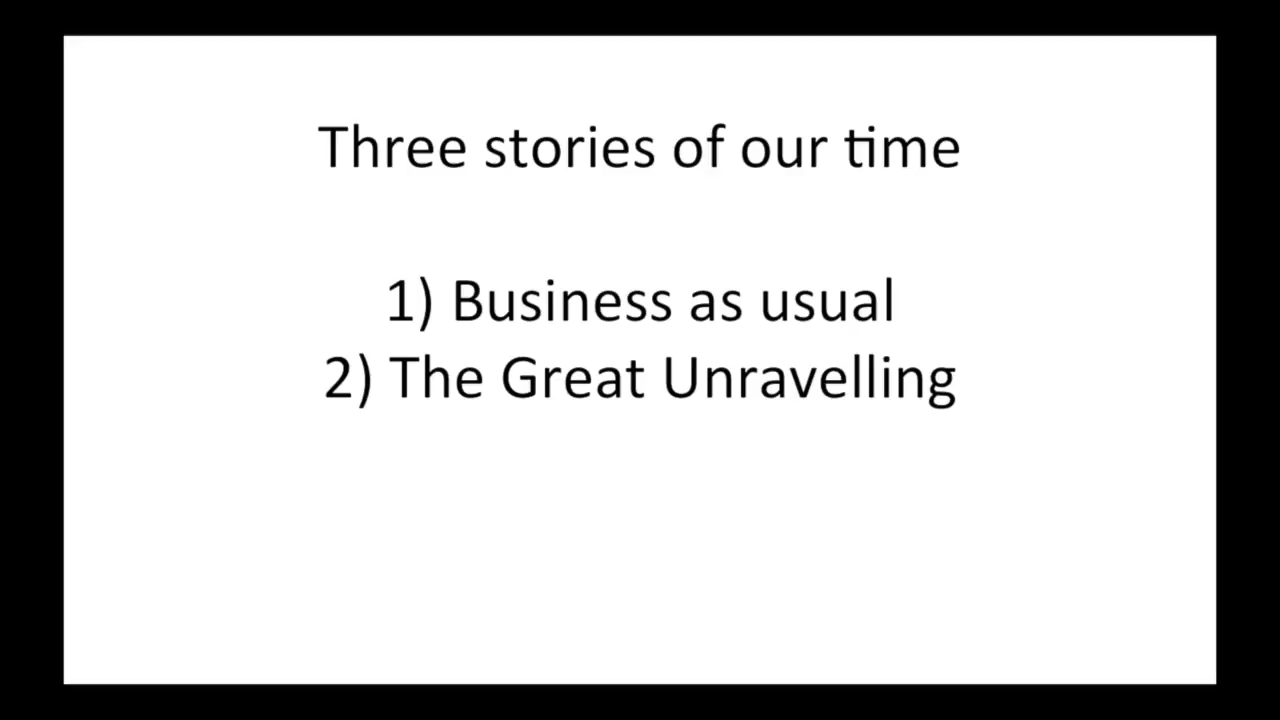 Three stories of our time
1) Business as usual
2) The Great Unravelling